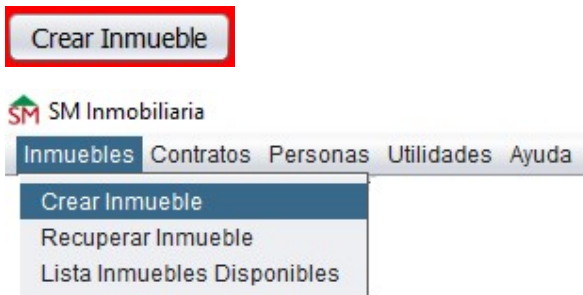 Crear Inmueble
SM SM Inmobiliaria
Inmuebles Contratos Personas Utilidades Ayuda
Crear Inmueble
Recuperar Inmueble
Lista Inmuebles Disponibles